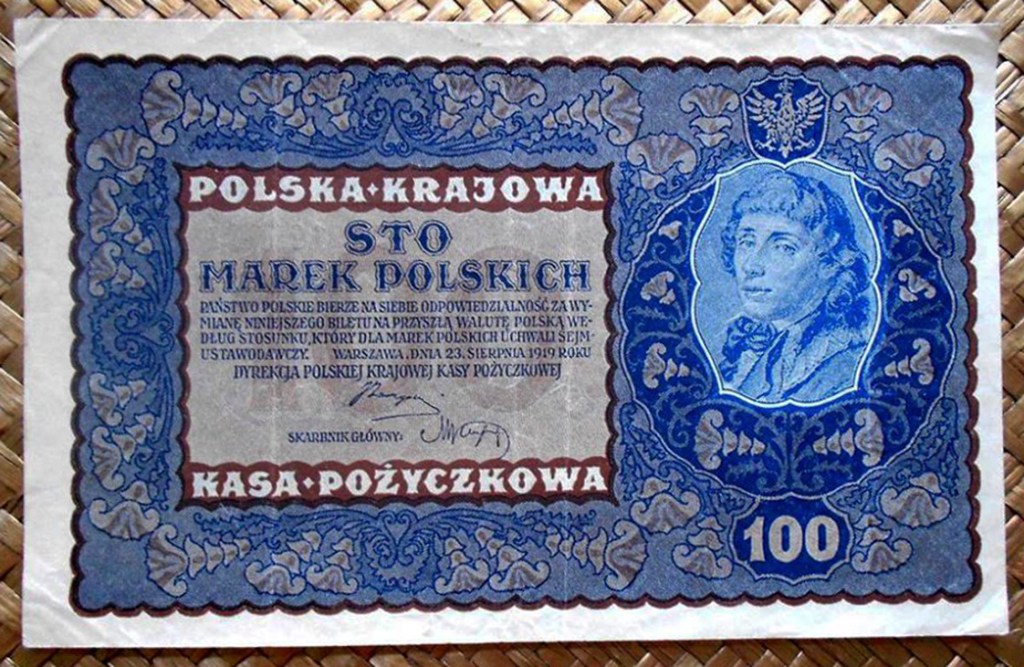 POLSKA · KRAJOWA
STO
MAREK POLSKICH
PAŃSTWO POLSKIE BIERZE NA SIEBIE ODPOWIEDZIALNOŚĆ ZA WY-
MIANĘ NINIEJSZEGO BILETU NA PRZYSZŁĄ WALUTĘ POLSKĄ WE-
DŁUG STOSUNKU, KTÓRY DLA MAREK POLSKICH UCHWALI SEJM-
USTAWODAWCZY. WARSZAWA, DNIA 23. SIERPNIA 1919 ROKU
DYREKCJA POLSKIEJ KRAJOWEJ KASY POŻYCZKOWEJ
SKARBNIK GŁÓWNY:
KASA · POŻYCZKOWA
100